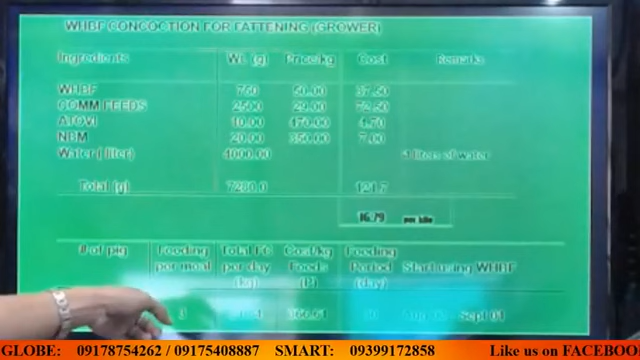 WHBF CONCOCTION FOR FATTENING (GROWER)
Ingredients Wt. (g) Price/kg Cost Remarks
WHBF 750 50.00 37.50
COMM FEEDS 2500 29.00 72.50
ATOVI 10.00 470.00 4.70
NBM 20.00 350.00 7.00
Water ( liter) 4000.00 4 liters of water
Total (g) 7280.0 121.7
16.79 per kilo
# of pig Feeding per meal Total FC per day (kg) Cost/kg Feeds (P) Feeding Period (day) Start using WHBF
3 Sept 01
GLOBE: 09178754262 / 09175408887 SMART: 09399172858 Like us on FACEBOO